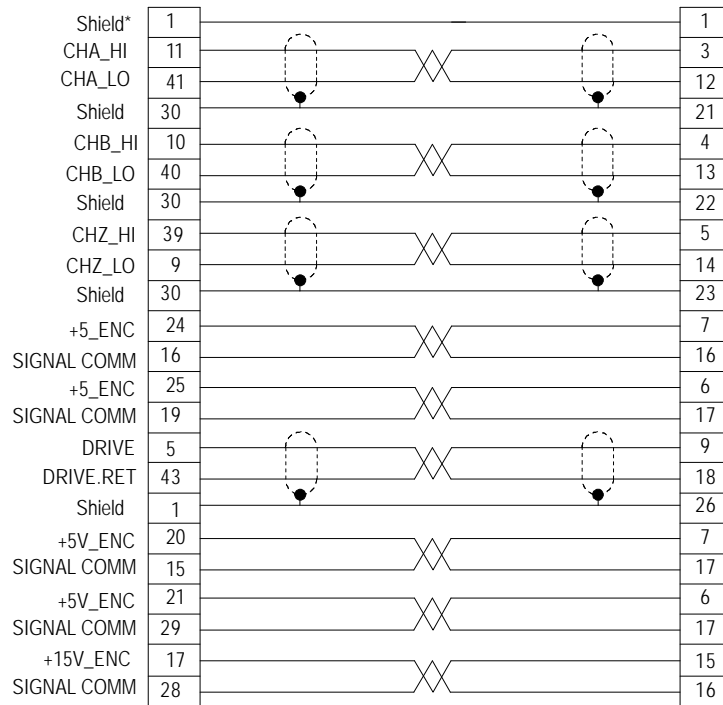 Shield* 1 1
CHA_HI 11 3
CHA_LO 41 12
Shield 30 21
CHB_HI 10 4
CHB_LO 40 13
Shield 30 22
CHZ_HI 39 5
CHZ_LO 9 14
Shield 30 23
+5_ENC 24 7
SIGNAL COMM 16 16
+5_ENC 25 6
SIGNAL COMM 19 17
DRIVE 5 9
DRIVE.RET 43 18
Shield 1 26
+5V_ENC 20 7
SIGNAL COMM 15 17
+5V_ENC 21 6
SIGNAL COMM 29 17
+15V_ENC 17 15
SIGNAL COMM 28 16